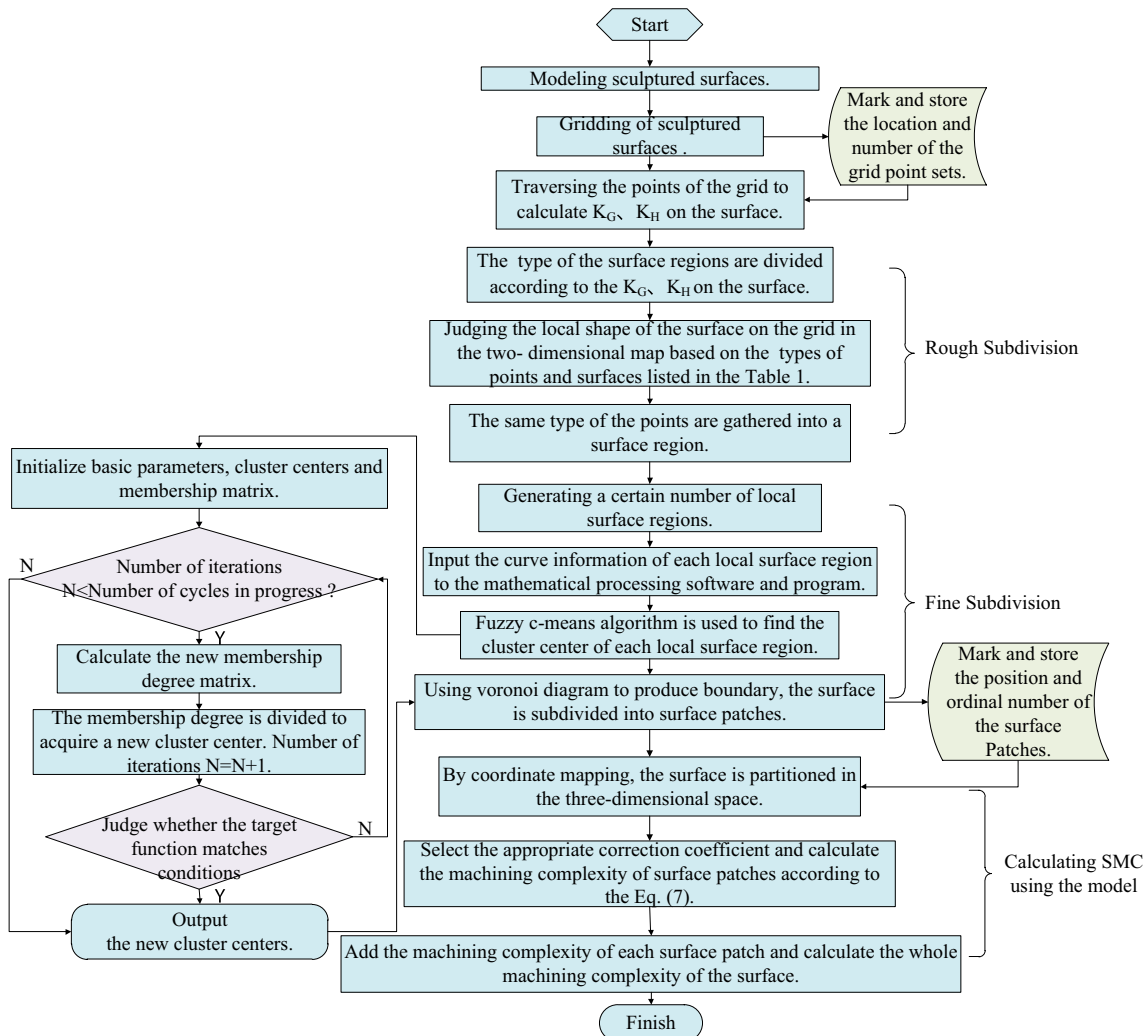 Start
Modeling sculptured surfaces.
Gridding of sculptured
surfaces .
Mark and store
the location and
number of the
grid point sets.
Traversing the points of the grid to
calculate KG、KH on the surface.
The type of the surface regions are divided
according to the KG、KH on the surface.
Judging the local shape of the surface on the grid in
the two- dimensional map based on the types of
points and surfaces listed in the Table 1.
The same type of the points are gathered into a
surface region.
Rough Subdivision
Generating a certain number of local
surface regions.
Input the curve information of each local surface region
to the mathematical processing software and program.
Fuzzy c-means algorithm is used to find the
cluster center of each local surface region.
Fine Subdivision
Initialize basic parameters, cluster centers and
membership matrix.
N
Number of iterations
N<Number of cycles in progress ?
Y
Calculate the new membership
degree matrix.
The membership degree is divided to
acquire a new cluster center. Number of
iterations N=N+1.
Judge whether the target
function matches
conditions
N
Y
Output
the new cluster centers.
Using voronoi diagram to produce boundary, the surface
is subdivided into surface patches.
Mark and store
the position and
ordinal number of
the surface
Patches.
By coordinate mapping, the surface is partitioned in
the three-dimensional space.
Select the appropriate correction coefficient and calculate
the machining complexity of surface patches according to
the Eq. (7).
Calculating SMC
using the model
Add the machining complexity of each surface patch and calculate the whole
machining complexity of the surface.
Finish